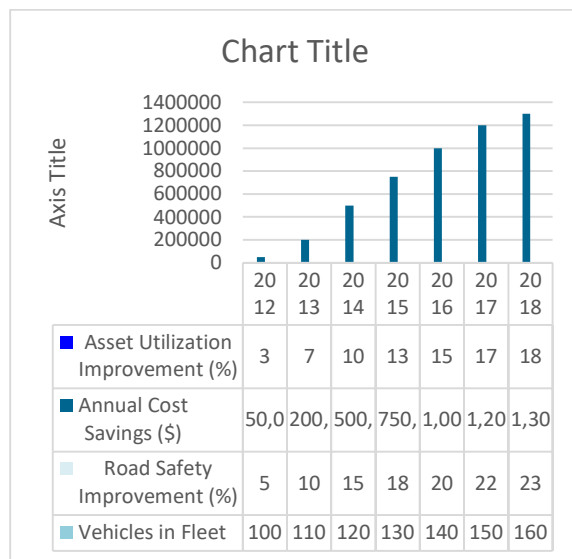 Chart Title
Axis Title
1400000
1200000
1000000
800000
600000
400000
200000
0
20 20 20 20 20 20 20
12 13 14 15 16 17 18
Asset Utilization
Improvement (%) 3 7 10 13 15 17 18
Annual Cost
Savings ($) 50,0 200, 500, 750, 1,00 1,20 1,30
Road Safety
Improvement (%) 5 10 15 18 20 22 23
Vehicles in Fleet 100 110 120 130 140 150 160